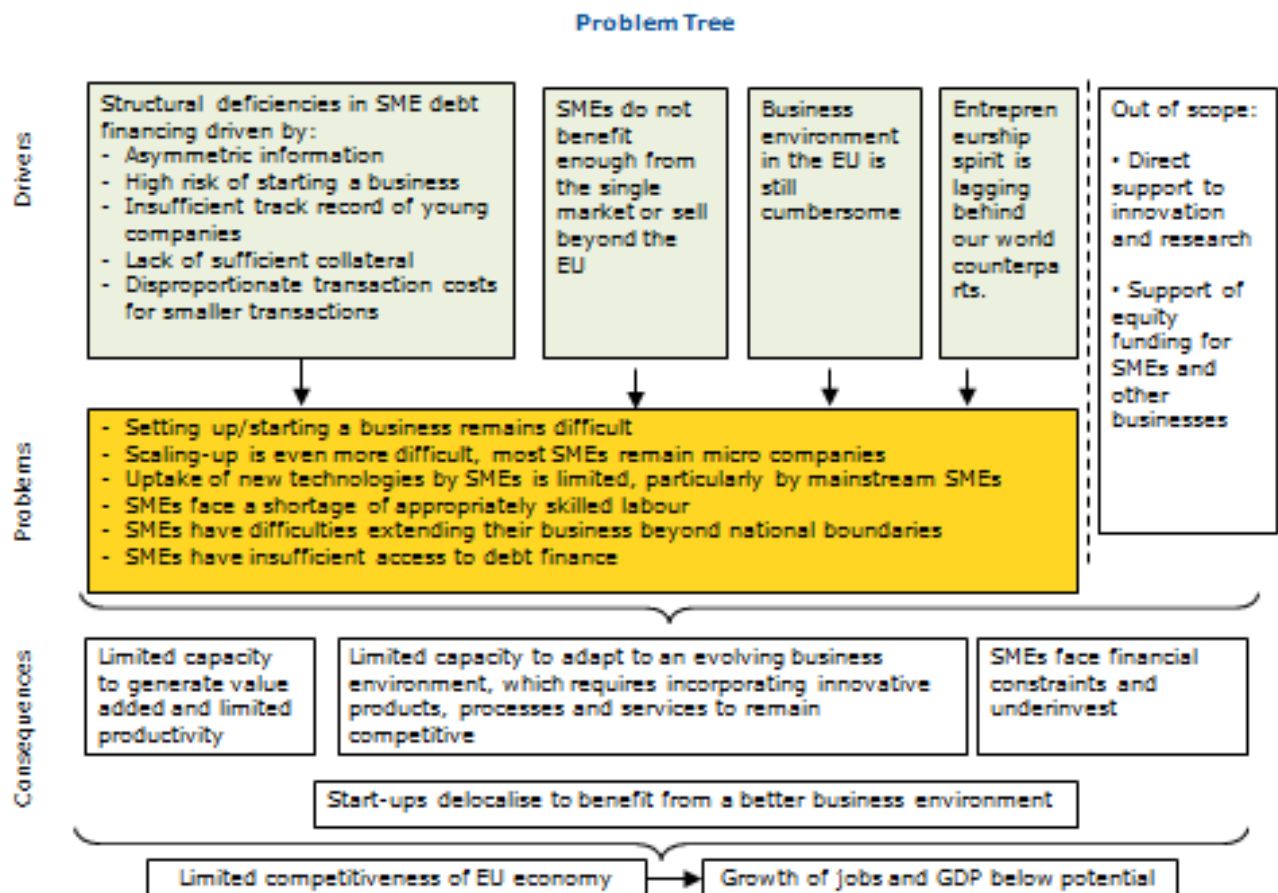 Problem Tree
Drivers
Structural deficiencies in SME debt
financing driven by:
- Asymmetric information
- High risk of starting a business
- Insufficient track record of young
companies
- Lack of sufficient collateral
- Disproportionate transaction costs
for smaller transactions
SMEs do not
benefit
enough from
the single
market or sell
beyond the
EU
Business
environment
in the EU is
still
cumbersome
Entrepren
eurship
spirit is
lagging
behind
our world
counterpa
rts.
Out of scope:
• Direct
support to
innovation
and research
• Support of
equity
funding for
SMEs and
other
businesses
Problems
- Setting up/starting a business remains difficult
- Scaling-up is even more difficult, most SMEs remain micro companies
- Uptake of new technologies by SMEs is limited, particularly by mainstream SMEs
- SMEs face a shortage of appropriately skilled labour
- SMEs have difficulties extending their business beyond national boundaries
- SMEs have insufficient access to debt finance
Consequences
Limited capacity
to generate value
added and limited
productivity
Limited capacity to adapt to an evolving business
environment, which requires incorporating innovative
products, processes and services to remain
competitive
SMEs face financial
constraints and
underinvest
Start-ups delocalise to benefit from a better business environment
Limited competitiveness of EU economy
Growth of jobs and GDP below potential